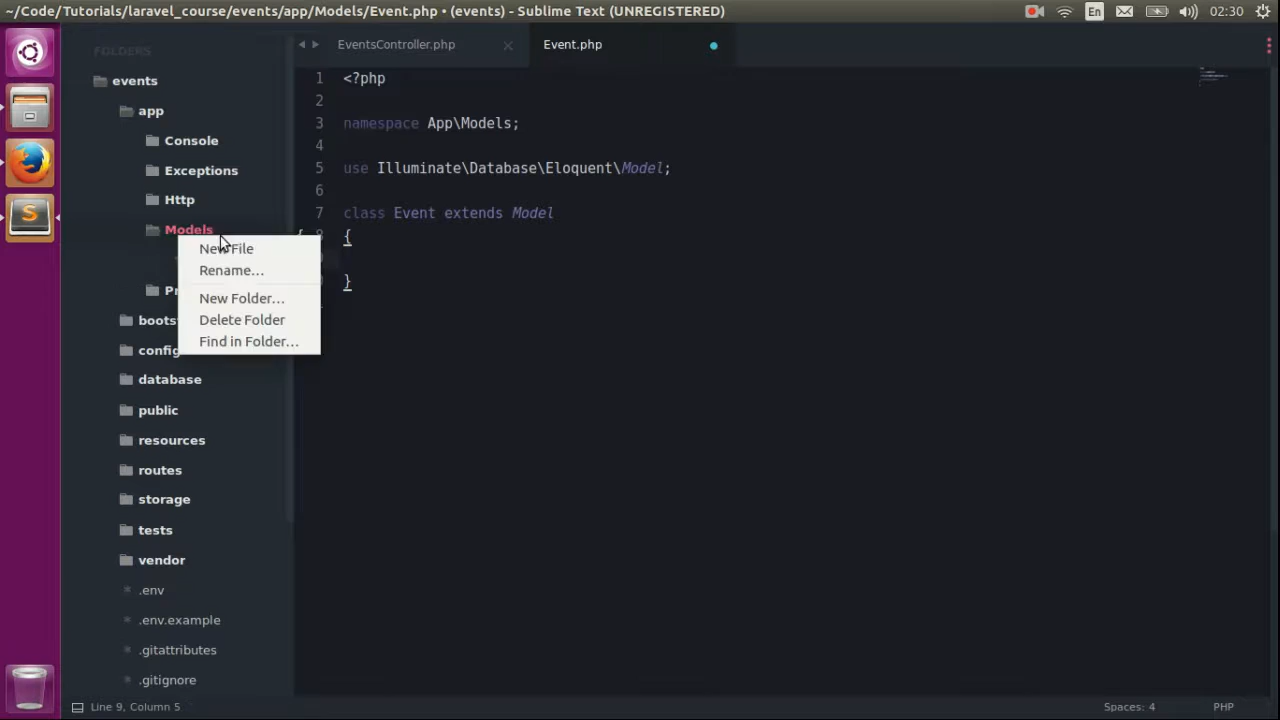 ~/Code/Tutorials/laravel_course/events/app/Models/Event.php • (events) - Sublime Text (UNREGISTERED)
En
02:30
FOLDERS
events
app
Console
Exceptions
Http
Models
New File
Rename...
New Folder...
Delete Folder
Find in Folder...
database
public
resources
routes
storage
tests
vendor
.env
.env.example
.gitattributes
.gitignore
EventsController.php
Event.php
1 <?php
2
3 namespace App\Models;
4
5 use Illuminate\Database\Eloquent\Model;
6
7 class Event extends Model
8 {
}
Line 9, Column 5
Spaces: 4
PHP